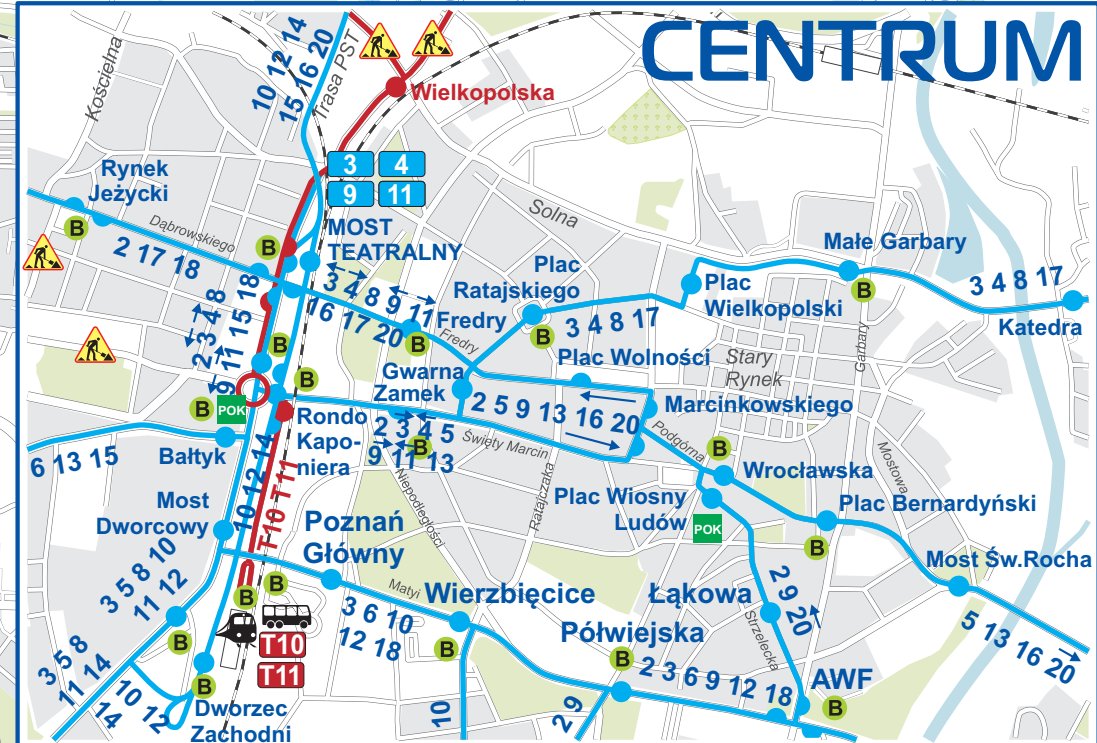 CENTRUM
Kościelna
10 12 14
15 16 20
Trasa PST
Wielkopolska
Rynek
Jeżycki
B
Dąbrowskiego
2 17 18
3 4
9 11
B
MOST
TEATRALNY
Solna
Plac
Ratajskiego
Małe Garbary
B
3 4 8 17
Katedra
Plac
Wielkopolski
3 4 8 9 11
16 17 20
Fredry
B
Fredry
B
3 4 8 17
Plac Wolności
Stary
Rynek
Garbary
2 3 4 8
9 11 15 18
B
B
B
POK
Gwarna
Zamek
2 5 9 13 16 20
Marcinkowskiego
Rondo
Kapo-
niera
2 3 4 5
9 11 13
B
Święty Marcin
Podgórna
B
Wrocławska
Mostowa
6 13 15
Bałtyk
10 12 14
T10 T11
Niepodległości
Ratajczaka
Plac Wiosny
Ludów
POK
Plac Bernardyński
B
Most
Dworcowy
Poznań
Główny
Most Św.Rocha
3 5 8 10
11 12
B
B
Matyi
Wierzbięcice
Łąkowa
2 9
20
5 13 16 20
3 6 10
12 18
B
Półwiejska
Strzelecka
T10
T11
B
3 5 8
11 14
B
B
2 3 6 9 12 18
AWF
B
10 12
14
Dworzec
Zachodni
10
2 9